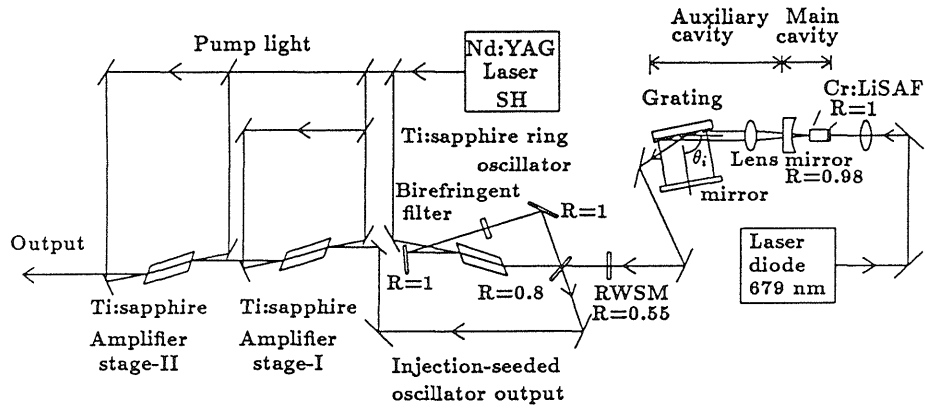 Auxiliary
cavity
Main
cavity
Pump light
Nd:YAG
Laser
SH
Cr:LiSAF
R=1
Grating
Ti:sapphire ring
oscillator
θi
Lens mirror
R=0.98
mirror
Birefringent
filter
R=1
Output
Laser
diode
679 nm
R=1
R=0.8
RWSM
R=0.55
Ti:sapphire
Amplifier
stage-II
Ti:sapphire
Amplifier
stage-I
Injection-seeded
oscillator output